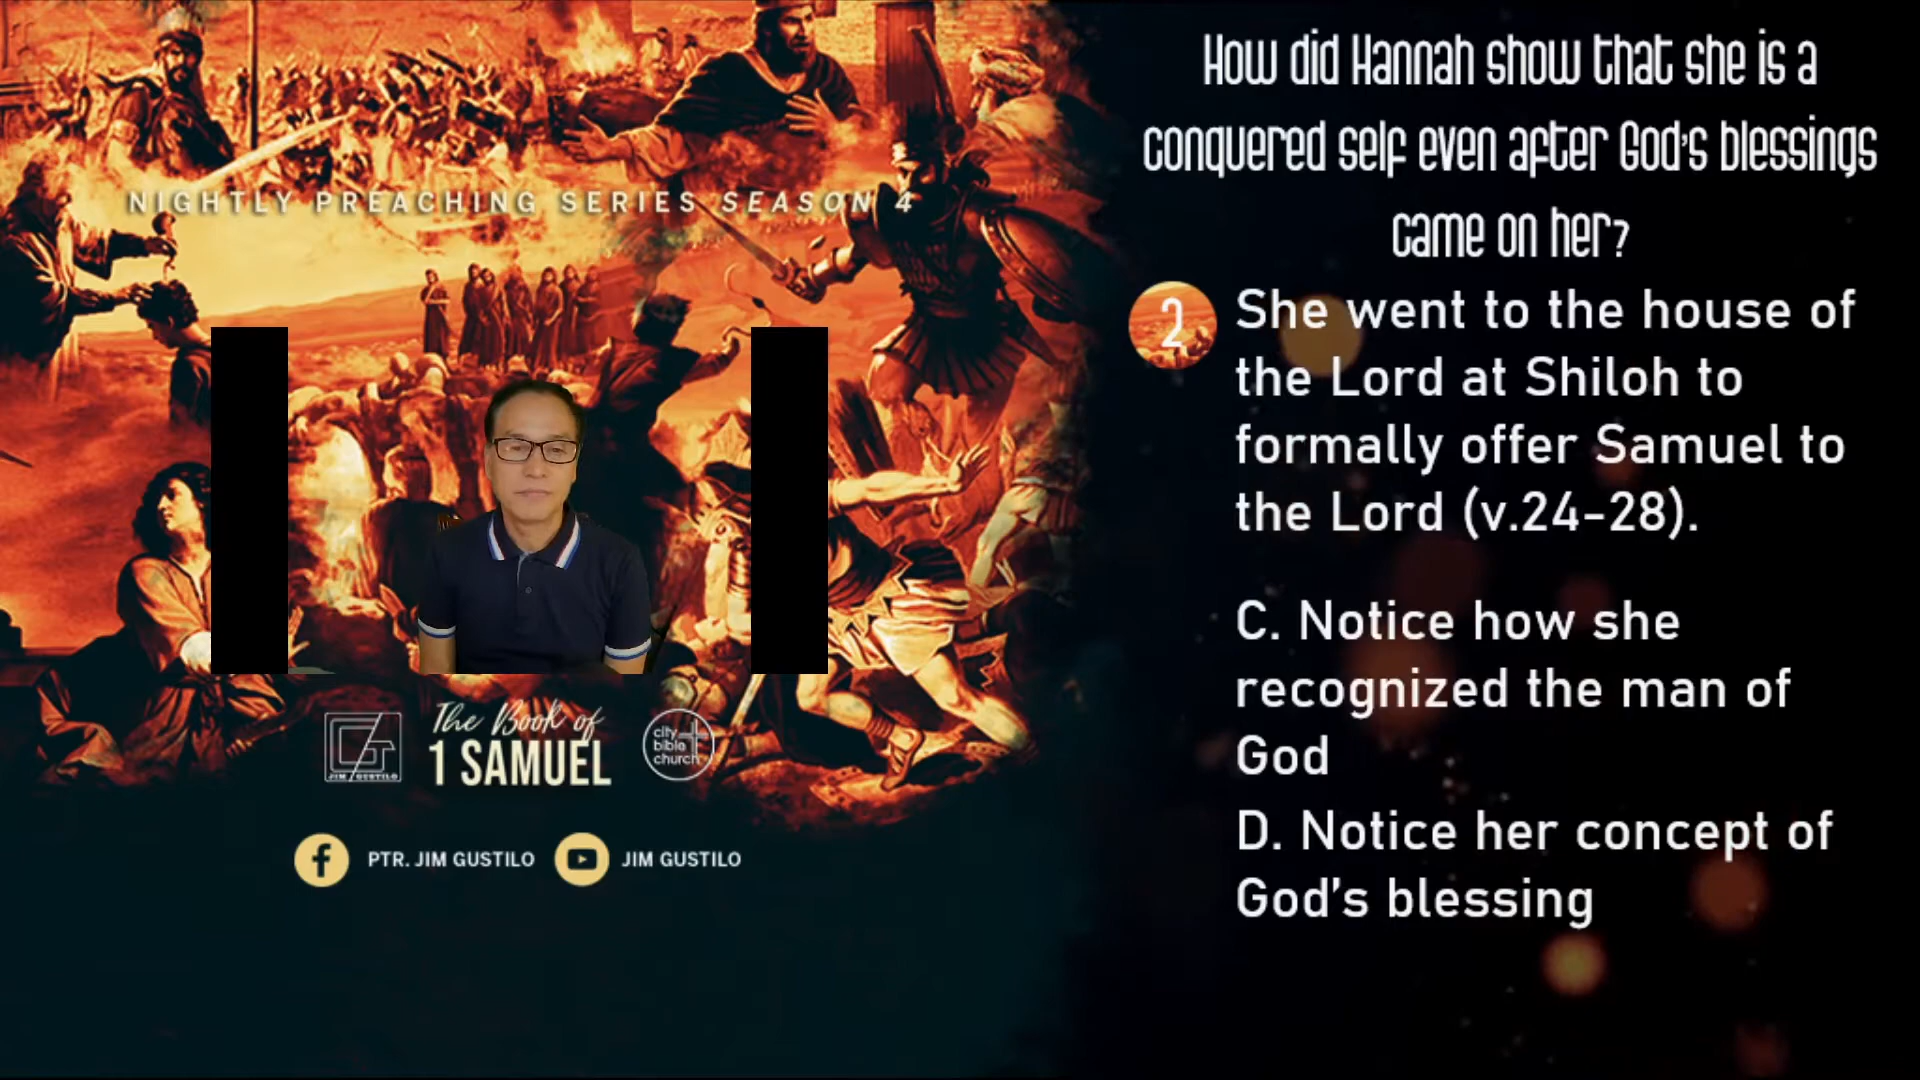 NIGHTLY PREACHING SERIES SEASON 4
JIM GUSTILO
The Book of
1 SAMUEL
city
bible
church
PTR. JIM GUSTILO
JIM GUSTILO
How did Hannah show that she is a
conquered self even after God's blessings
came on her?
2
She went to the house of
the Lord at Shiloh to
formally offer Samuel to
the Lord (v.24-28).
C. Notice how she
recognized the man of
God
D. Notice her concept of
God's blessing